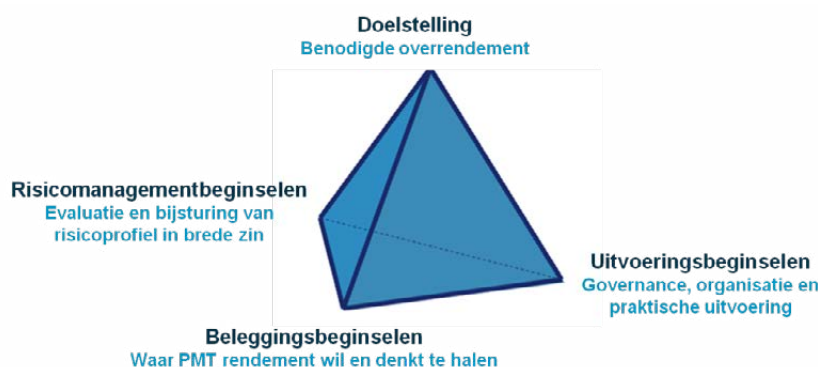 Doelstelling
Benodigde overrendement
Risicomanagementbeginselen
Evaluatie en bijsturing van
risicoprofiel in brede zin
Uitvoeringsbeginselen
Governance, organisatie en
praktische uitvoering
Beleggingsbeginselen
Waar PMT rendement wil en denkt te halen